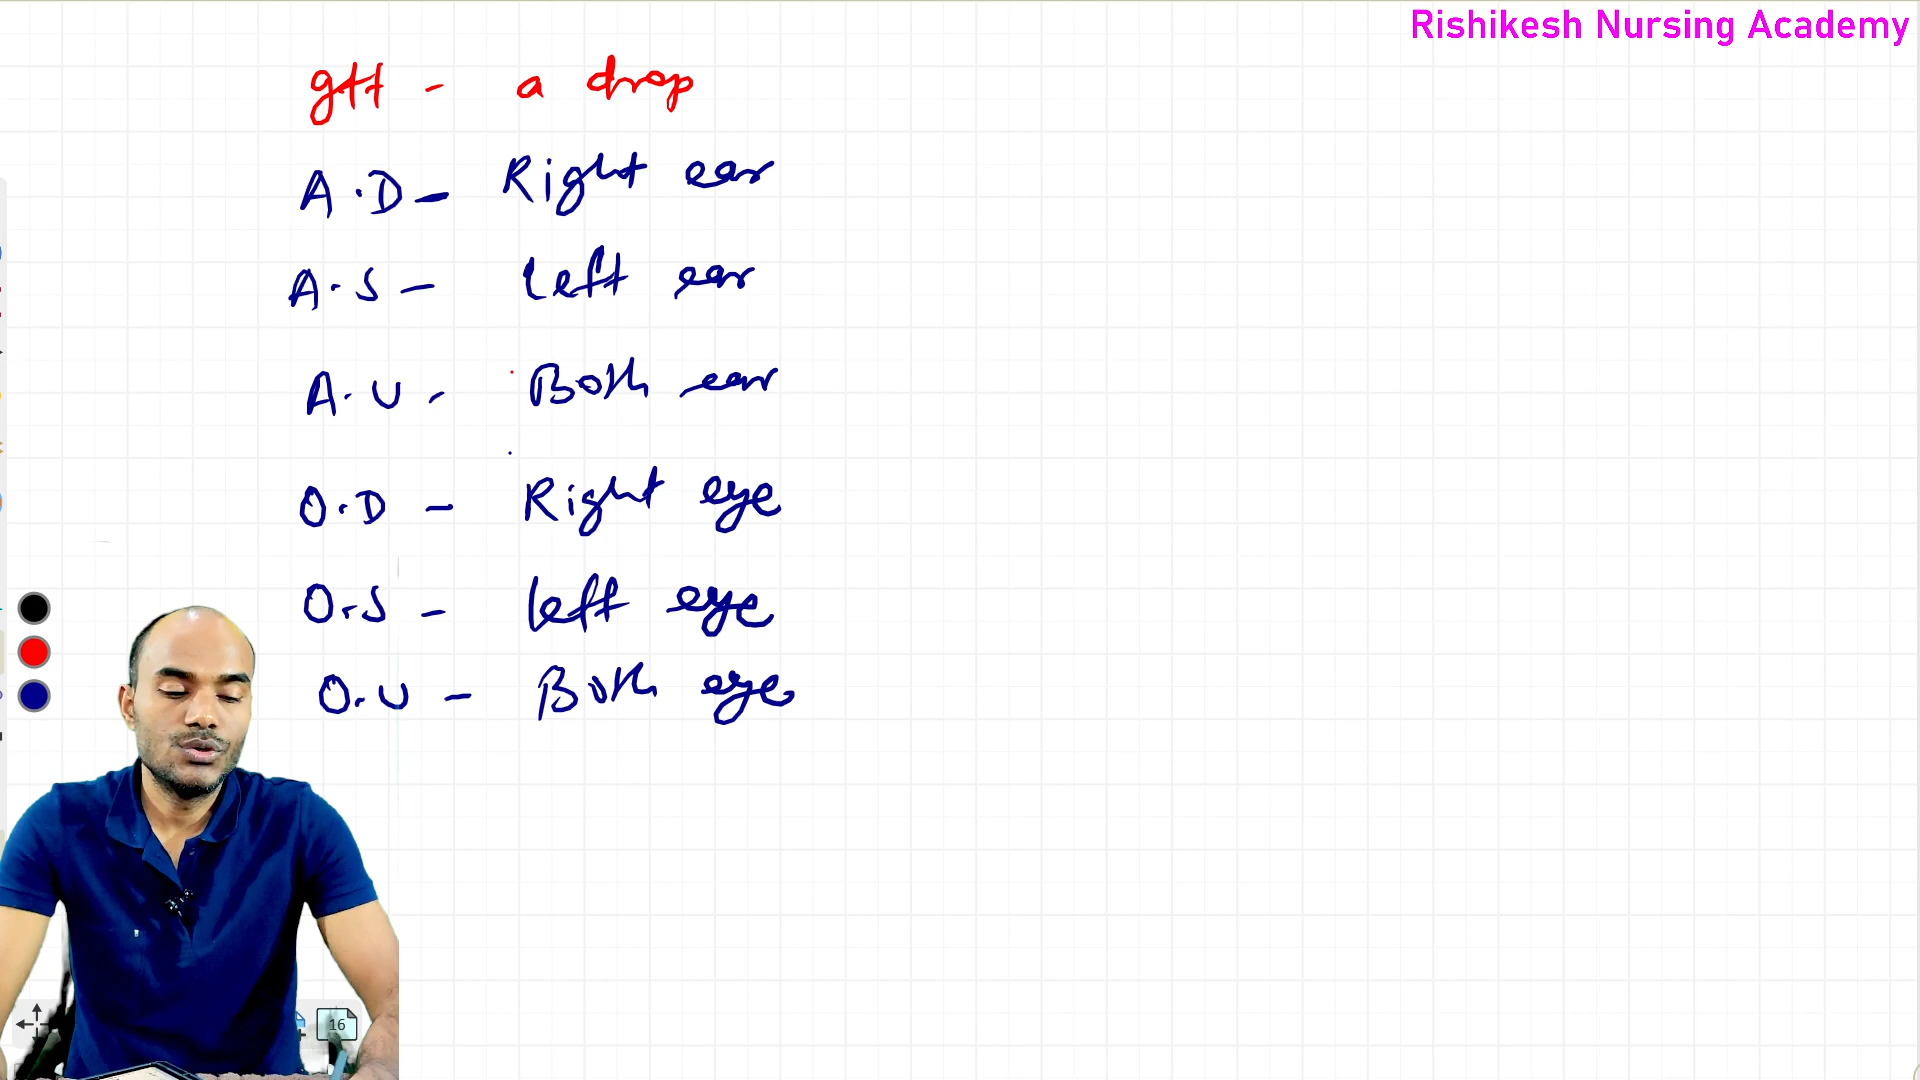 Rishikesh Nursing Academy
gtt - a drop
A.D - Right ear
A.S - Left ear
A.U - Both ear
O.D - Right eye
O.S - Left eye
O.U - Both eye
16